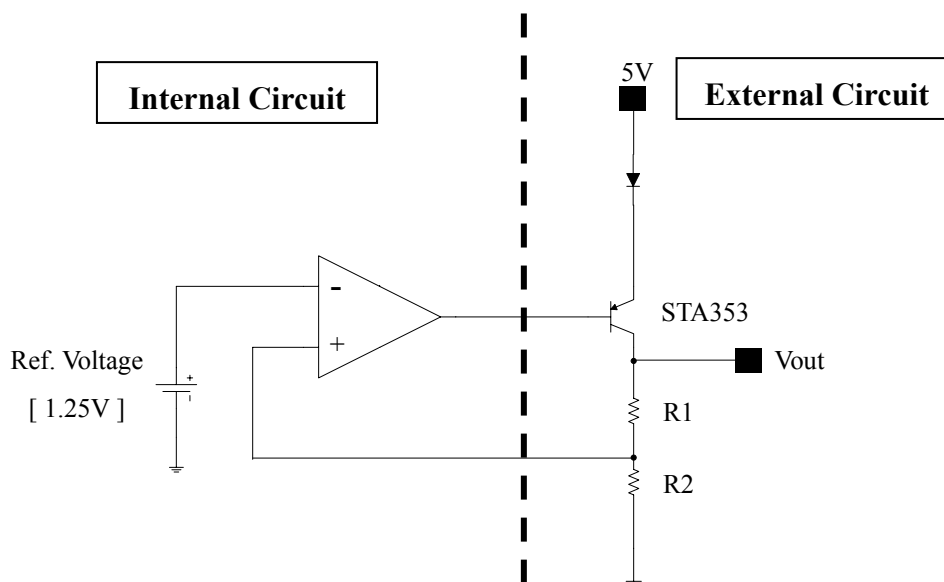 Internal Circuit
5V
External Circuit
-
+
STA353
Ref. Voltage
[ 1.25V ]
+
-
Vout
R1
R2